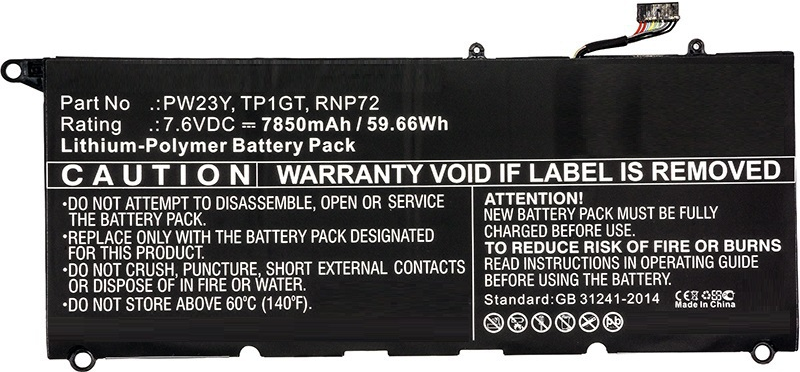 Part No .:PW23Y, TP1GT, RNP72
Rating .:7.6VDC ⎓ 7850mAh / 59.66Wh
Lithium-Polymer Battery Pack
CAUTION
WARRANTY VOID IF LABEL IS REMOVED
•DO NOT ATTEMPT TO DISASSEMBLE, OPEN OR SERVICE
THE BATTERY PACK.
•REPLACE ONLY WITH THE BATTERY PACK DESIGNATED
FOR THIS PRODUCT.
•DO NOT CRUSH, PUNCTURE, SHORT EXTERNAL CONTACTS
OR DISPOSE OF IN FIRE OR WATER.
•DO NOT STORE ABOVE 60°C (140°F).
ATTENTION!
NEW BATTERY PACK MUST BE FULLY
CHARGED BEFORE USE.
TO REDUCE RISK OF FIRE OR BURNS
READ INSTRUCTIONS IN OPERATING GUIDE
BEFORE USING THE BATTERY.
Standard:GB 31241-2014
CE
Made In China